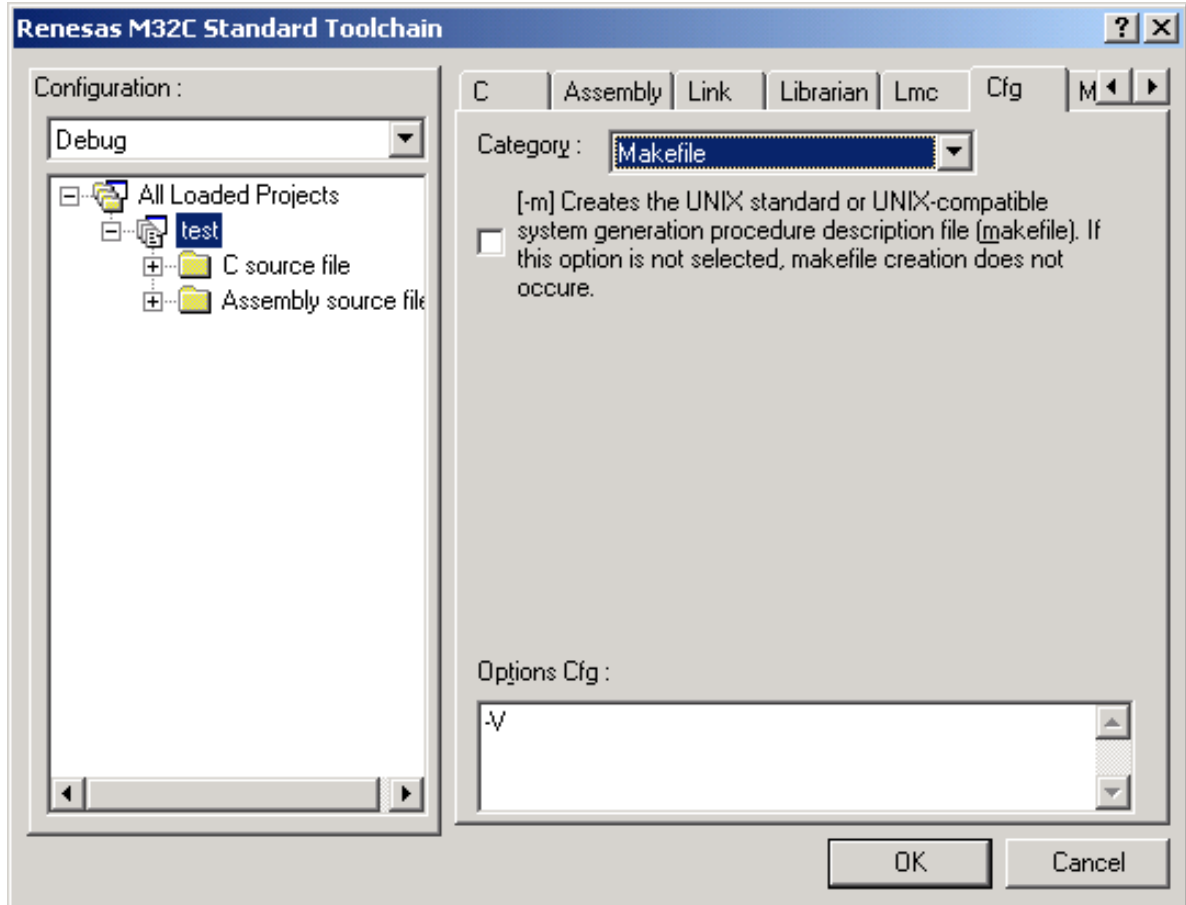 Renesas M32C Standard Toolchain
Configuration :
Debug
All Loaded Projects
test
C source file
Assembly source file
C Assembly Link Librarian Lmc Cfg M
Category : Makefile
[-m] Creates the UNIX standard or UNIX-compatible
system generation procedure description file (makefile). If
this option is not selected, makefile creation does not
occure.
Options Cfg :
-V
OK Cancel